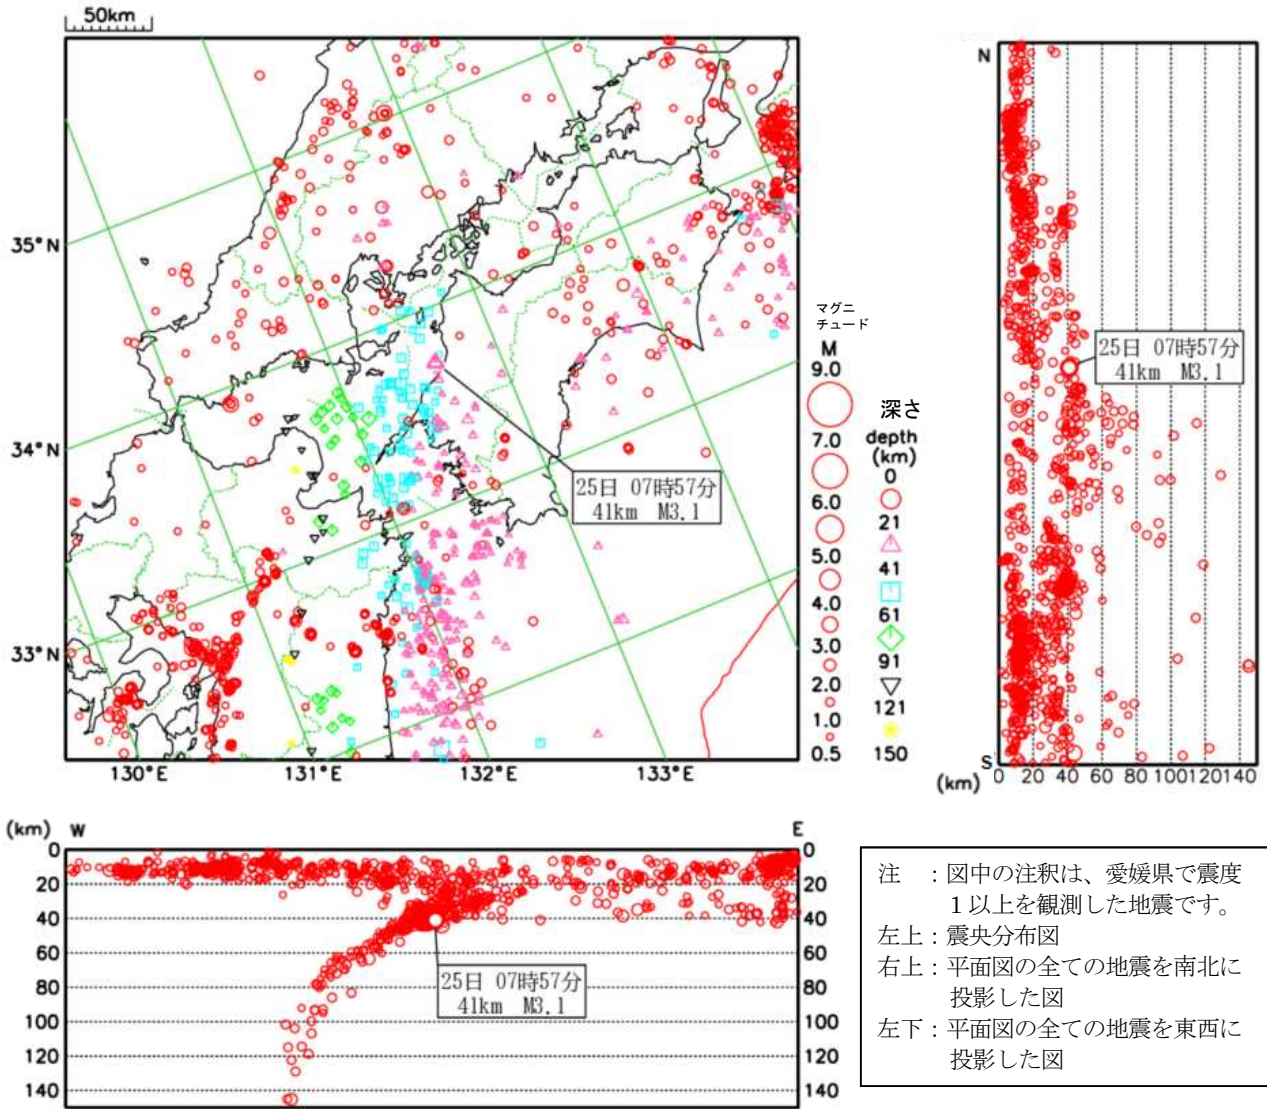 50km
35°N
34°N
33°N
130°E
131°E
132°E
133°E
25日 07時57分
41km M3.1
マグニ
チュード
M
9.0
7.0
6.0
5.0
4.0
3.0
2.0
1.0
0.5
深さ
depth
(km)
0
21
41
61
91
121
150
N
25日 07時57分
41km M3.1
S
(km)
0 20 40 60 80 100 120 140
(km) W
E
0
20
40
60
80
100
120
140
0
20
40
60
80
100
120
140
25日 07時57分
41km M3.1
注 ：図中の注釈は、愛媛県で震度
１以上を観測した地震です。
左上：震央分布図
右上：平面図の全ての地震を南北に
投影した図
左下：平面図の全ての地震を東西に
投影した図